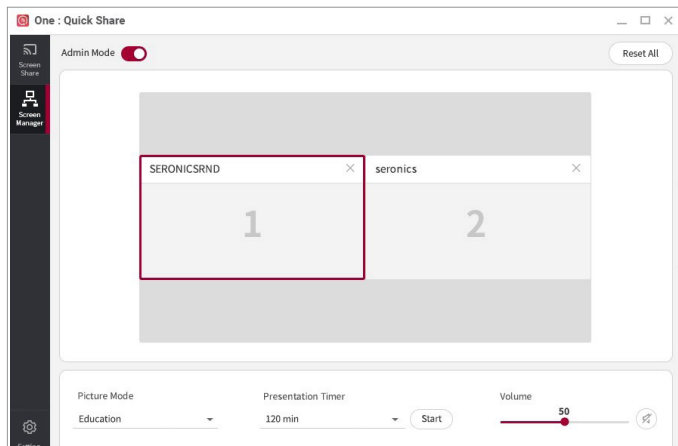 One : Quick Share
Screen
Share
Admin Mode
Reset All
Screen
Manager
SERONICSRND
seronics
1
2
Picture Mode
Presentation Timer
Volume
Education
120 min
Start
50